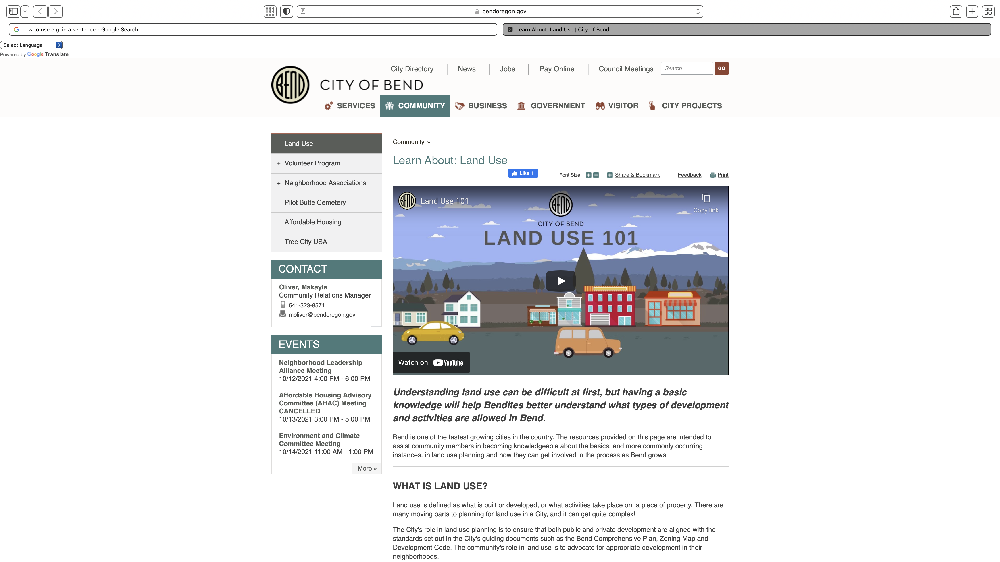 bendoregon.gov
how to use e.g. in a sentence - Google Search
Learn About: Land Use | City of Bend
Select Language
Powered by Google Translate
City Directory
News
Jobs
Pay Online
Council Meetings
Search...
GO
BEND
CITY OF BEND
SERVICES
COMMUNITY
BUSINESS
GOVERNMENT
VISITOR
CITY PROJECTS
Land Use
+ Volunteer Program
+ Neighborhood Associations
Pilot Butte Cemetery
Affordable Housing
Tree City USA
CONTACT
Oliver, Makayla
Community Relations Manager
541-323-8571
moliver@bendoregon.gov
EVENTS
Neighborhood Leadership
Alliance Meeting
10/12/2021 4:00 PM - 6:00 PM
Affordable Housing Advisory
Committee (AHAC) Meeting
CANCELLED
10/13/2021 3:00 PM - 5:00 PM
Environment and Climate
Committee Meeting
10/14/2021 11:00 AM - 1:00 PM
More »
Community »
Learn About: Land Use
Like 1
Font Size:
Share & Bookmark
Feedback
Print
BEND
Land Use 101
BEND
Copy link
CITY OF BEND
LAND USE 101
Watch on YouTube
Understanding land use can be difficult at first, but having a basic
knowledge will help Bendites better understand what types of development
and activities are allowed in Bend.
Bend is one of the fastest growing cities in the country. The resources provided on this page are intended to
assist community members in becoming knowledgeable about the basics, and more commonly occurring
instances, in land use planning and how they can get involved in the process as Bend grows.
WHAT IS LAND USE?
Land use is defined as what is built or developed, or what activities take place on, a piece of property. There are
many moving parts to planning for land use in a City, and it can get quite complex!
The City's role in land use planning is to ensure that both public and private development are aligned with the
standards set out in the City's guiding documents such as the Bend Comprehensive Plan, Zoning Map and
Development Code. The community's role in land use is to advocate for appropriate development in their
neighborhoods.